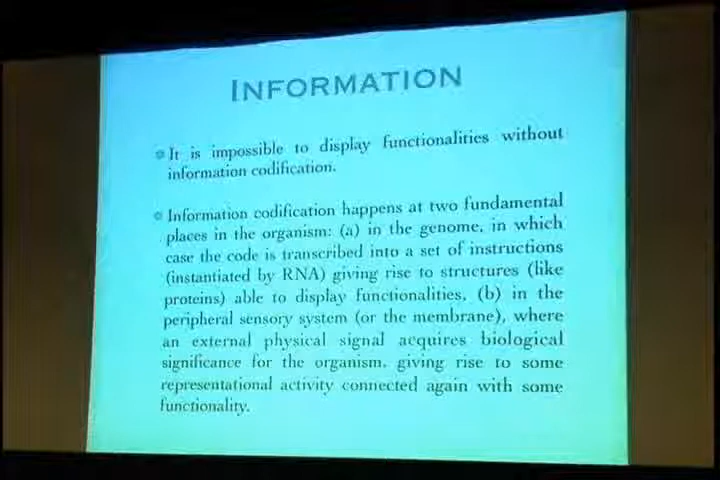 INFORMATION
It is impossible to display functionalities without
information codification.
Information codification happens at two fundamental
places in the organism: (a) in the genome, in which
case the code is transcribed into a set of instructions
(instantiated by RNA) giving rise to structures (like
proteins) able to display functionalities, (b) in the
peripheral sensory system (or the membrane), where
an external physical signal acquires biological
significance for the organism, giving rise to some
representational activity connected again with some
functionality.